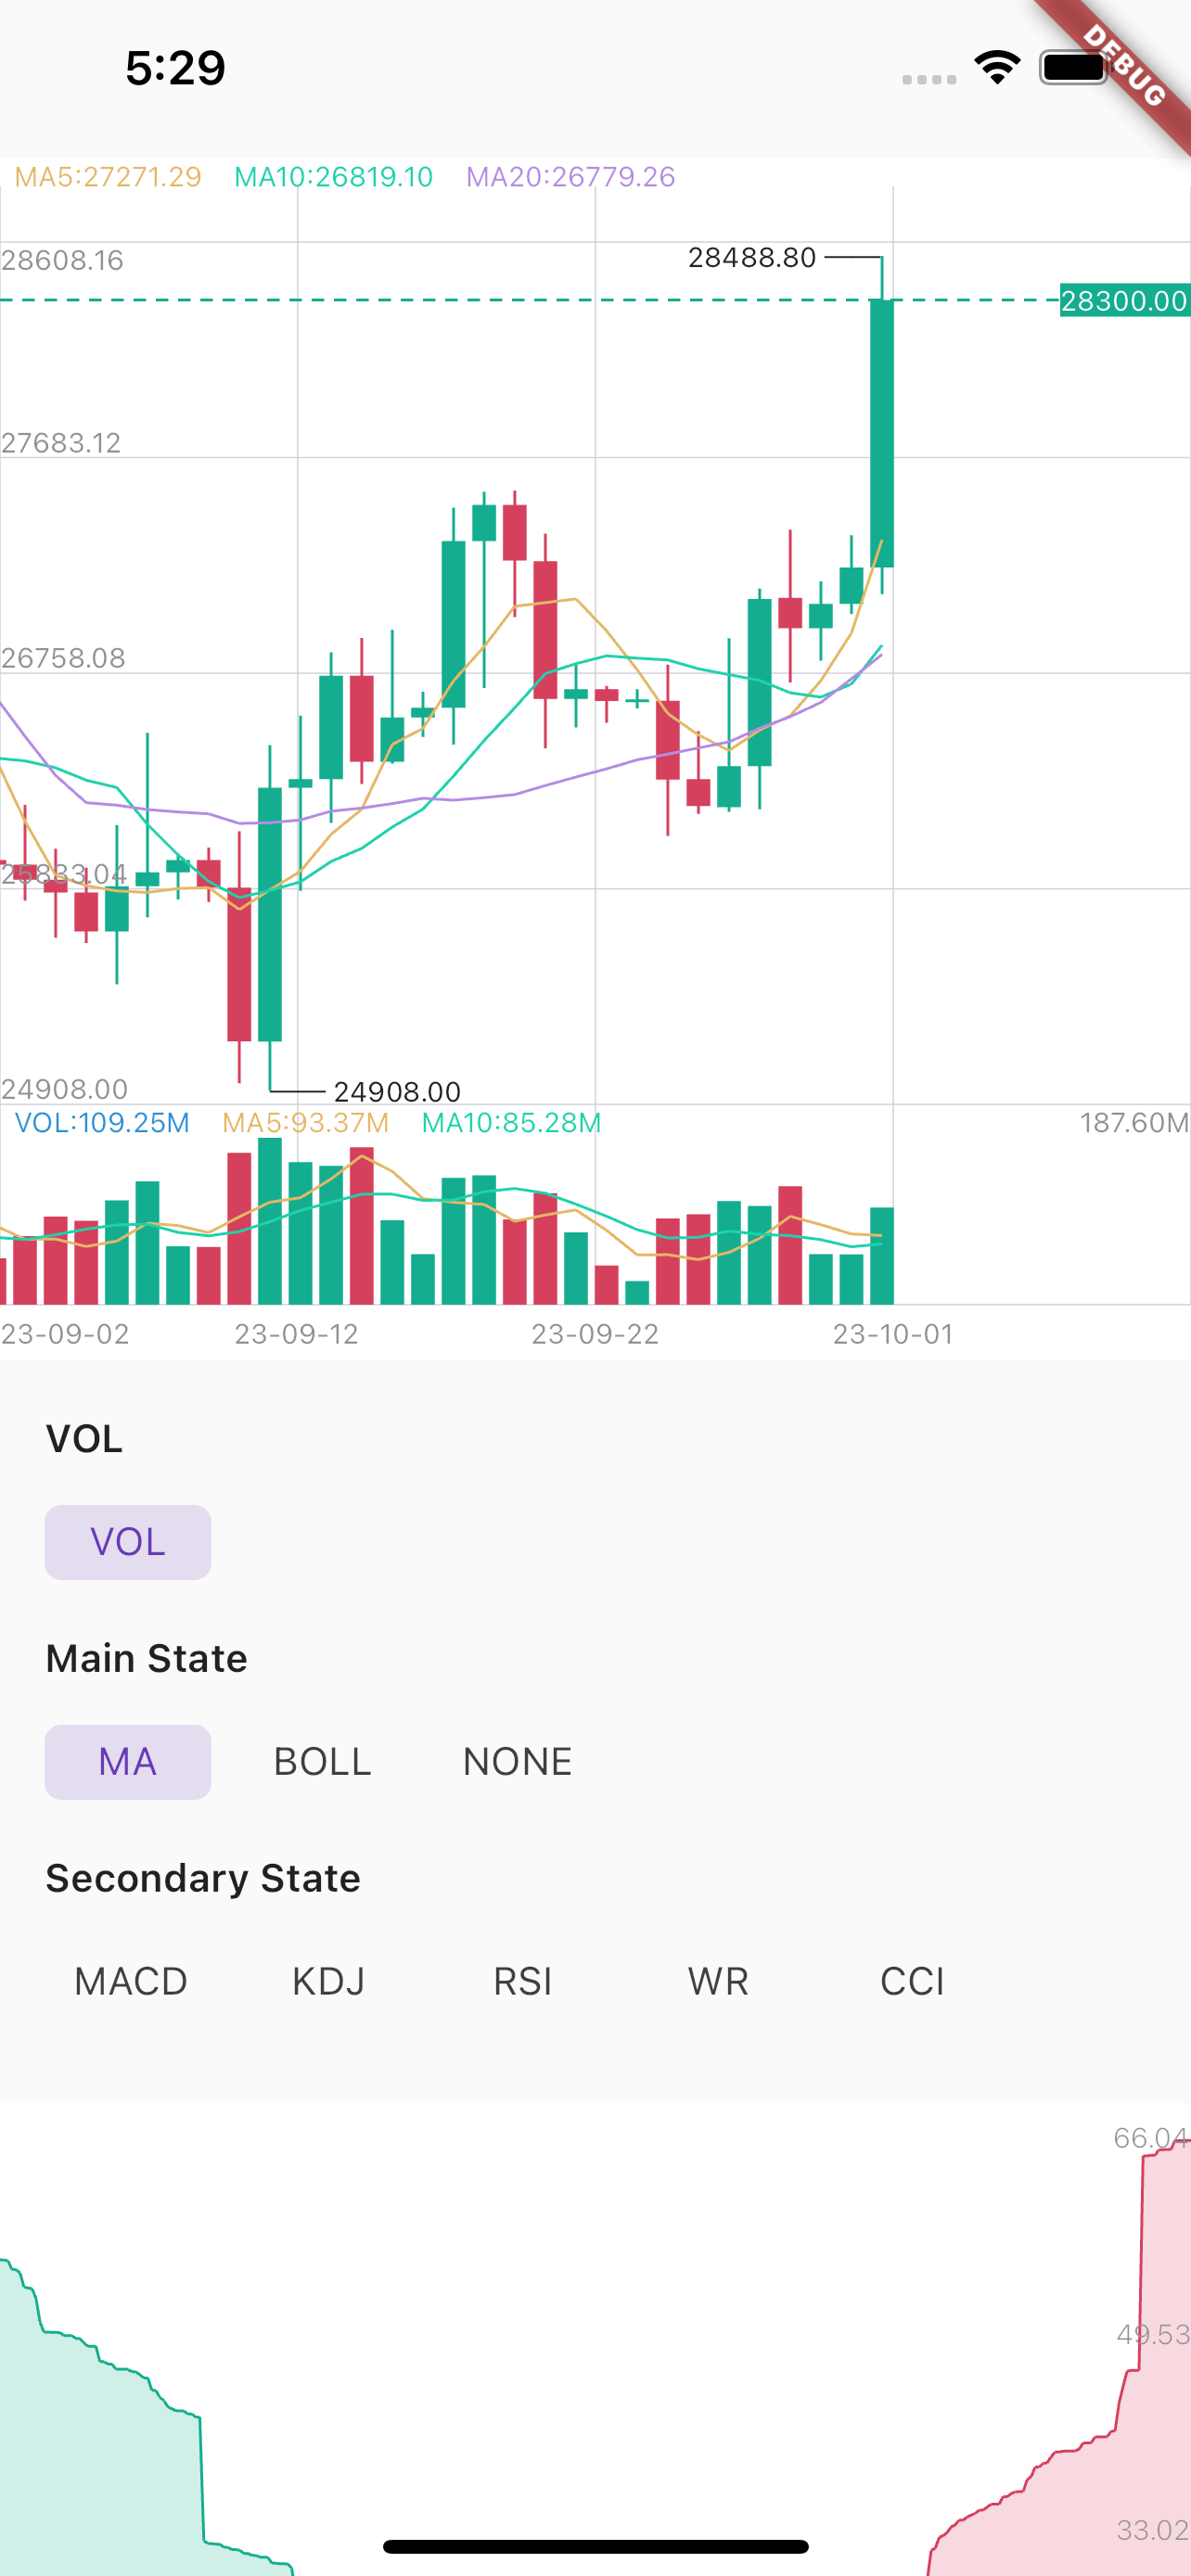 5:29
DEBUG
MA5:27271.29 MA10:26819.10 MA20:26779.26
28608.16
28488.80
28300.00
27683.12
26758.08
25833.04
24908.00
24908.00
VOL:109.25M MA5:93.37M MA10:85.28M 187.60M
23-09-02 23-09-12 23-09-22 23-10-01
VOL
VOL
Main State
MA BOLL NONE
Secondary State
MACD KDJ RSI WR CCI
66.04
49.53
33.02